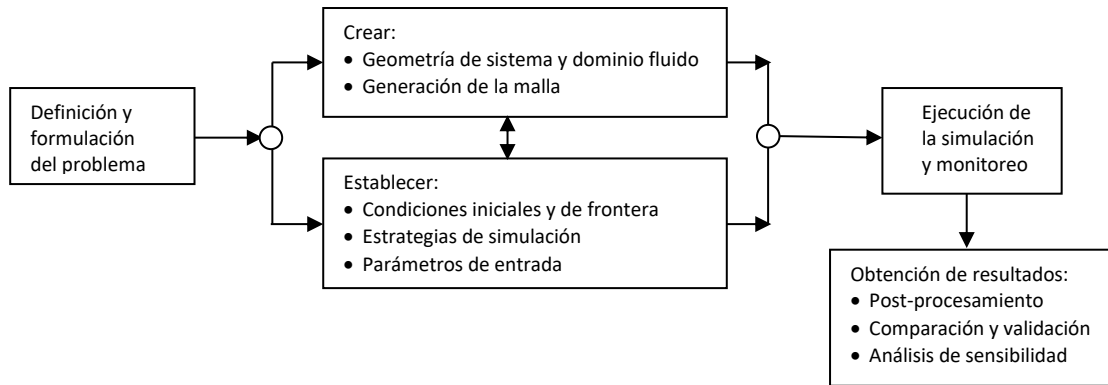 Definición y
formulación
del problema
Crear:
• Geometría de sistema y dominio fluido
• Generación de la malla
Establecer:
• Condiciones iniciales y de frontera
• Estrategias de simulación
• Parámetros de entrada
Ejecución de
la simulación
y monitoreo
Obtención de resultados:
• Post-procesamiento
• Comparación y validación
• Análisis de sensibilidad